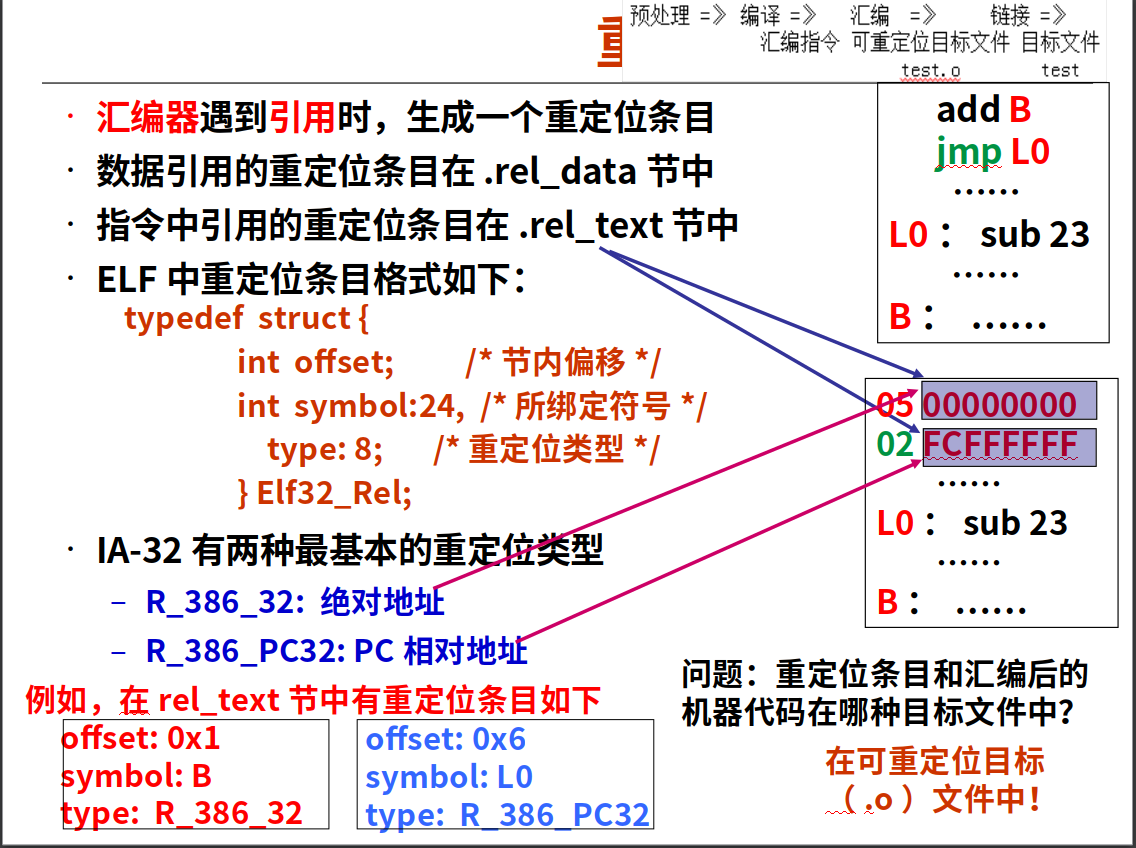 预处理 =》 编译 =》 汇编 =》 链接 =》
汇编指令 可重定位目标文件 目标文件
test.o test
• 汇编器遇到引用时，生成一个重定位条目
• 数据引用的重定位条目在 .rel_data 节中
• 指令中引用的重定位条目在 .rel_text 节中
• ELF 中重定位条目格式如下：
typedef struct {
int offset; /* 节内偏移 */
int symbol:24, /* 所绑定符号 */
type: 8; /* 重定位类型 */
} Elf32_Rel;
• IA-32 有两种最基本的重定位类型
– R_386_32: 绝对地址
– R_386_PC32: PC 相对地址
例如，在 rel_text 节中有重定位条目如下
offset: 0x1
symbol: B
type: R_386_32
offset: 0x6
symbol: L0
type: R_386_PC32
add B
jmp L0
……
L0： sub 23
……
B： ……
05 00000000
02 FCFFFFFF
……
L0： sub 23
……
B： ……
问题：重定位条目和汇编后的
机器代码在哪种目标文件中？
在可重定位目标
（ .o ）文件中！